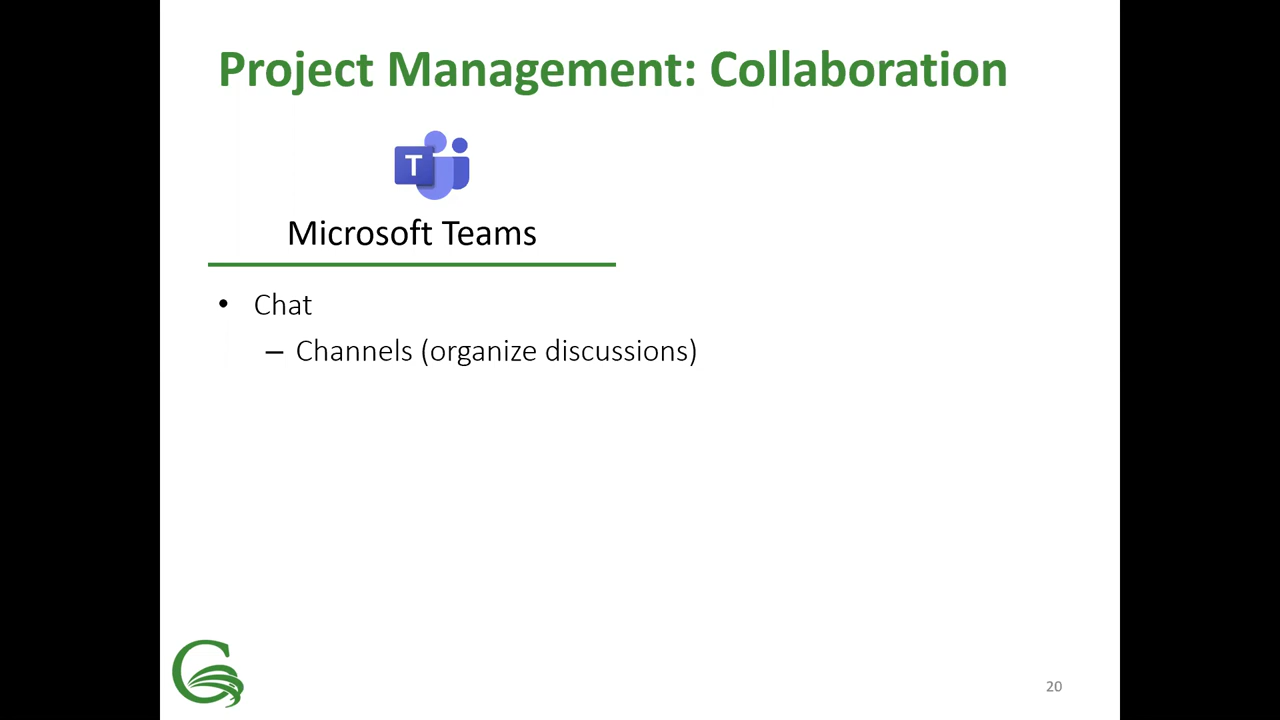 Project Management: Collaboration
T
Microsoft Teams
• Chat
– Channels (organize discussions)
20